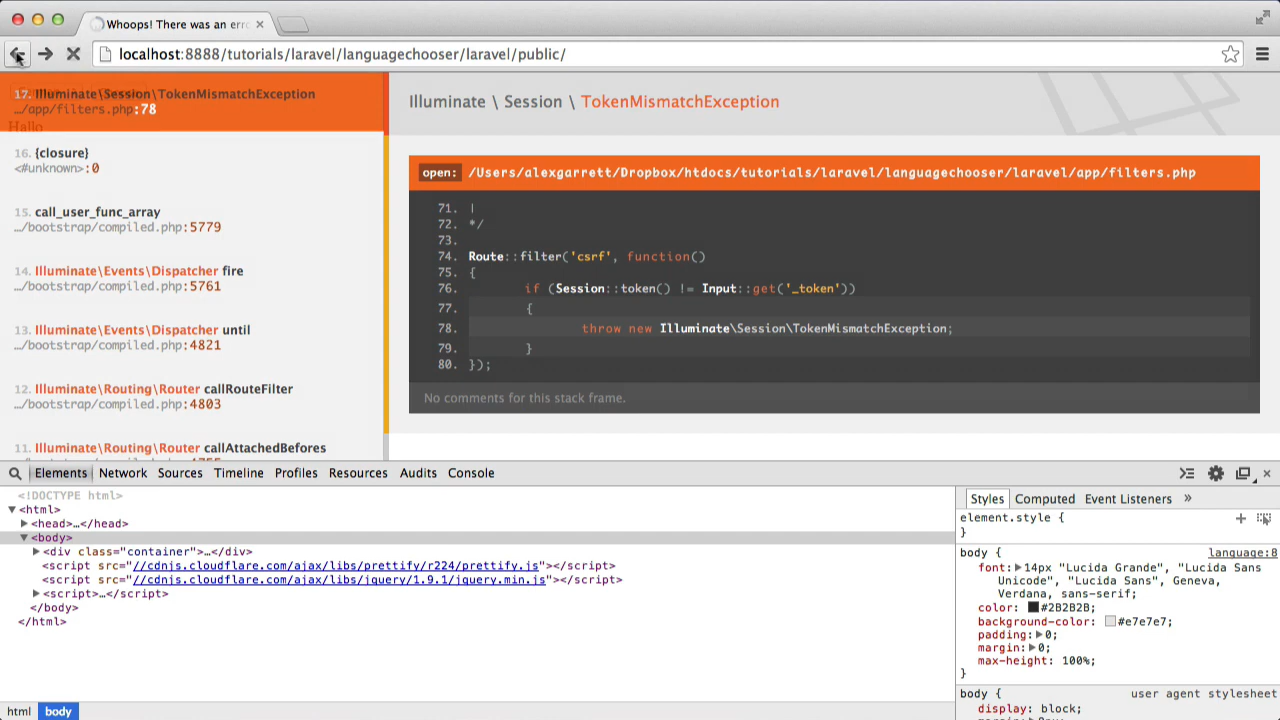 Whoops! There was an erro
localhost:8888/tutorials/laravel/languagechooser/laravel/public/
17. Illuminate\Session\TokenMismatchException
…/app/filters.php:78
Hallo
16. {closure}
<#unknown>:0
15. call_user_func_array
…/bootstrap/compiled.php:5779
14. Illuminate\Events\Dispatcher fire
…/bootstrap/compiled.php:5761
13. Illuminate\Events\Dispatcher until
…/bootstrap/compiled.php:4821
12. Illuminate\Routing\Router callRouteFilter
…/bootstrap/compiled.php:4803
11. Illuminate\Routing\Router callAttachedBefores
Illuminate \ Session \ TokenMismatchException
open: /Users/alexgarrett/Dropbox/htdocs/tutorials/laravel/languagechooser/laravel/app/filters.php
71. |
72. */
73.
74. Route::filter('csrf', function()
75. {
76. if (Session::token() != Input::get('_token'))
77. {
78. throw new Illuminate\Session\TokenMismatchException;
79. }
80. });
No comments for this stack frame.
Elements Network Sources Timeline Profiles Resources Audits Console
<!DOCTYPE html>
<html>
<head>…</head>
<body>
<div class="container">…</div>
<script src="//cdnjs.cloudflare.com/ajax/libs/prettify/r224/prettify.js"></script>
<script src="//cdnjs.cloudflare.com/ajax/libs/jquery/1.9.1/jquery.min.js"></script>
<script>…</script>
</body>
</html>
html body
Styles Computed Event Listeners »
element.style {
}
body { language:8
font: 14px "Lucida Grande", "Lucida Sans
Unicode", "Lucida Sans", Geneva,
Verdana, sans-serif;
color: #2B2B2B;
background-color: #e7e7e7;
padding: 0;
margin: 0;
max-height: 100%;
}
body { user agent stylesheet
display: block;